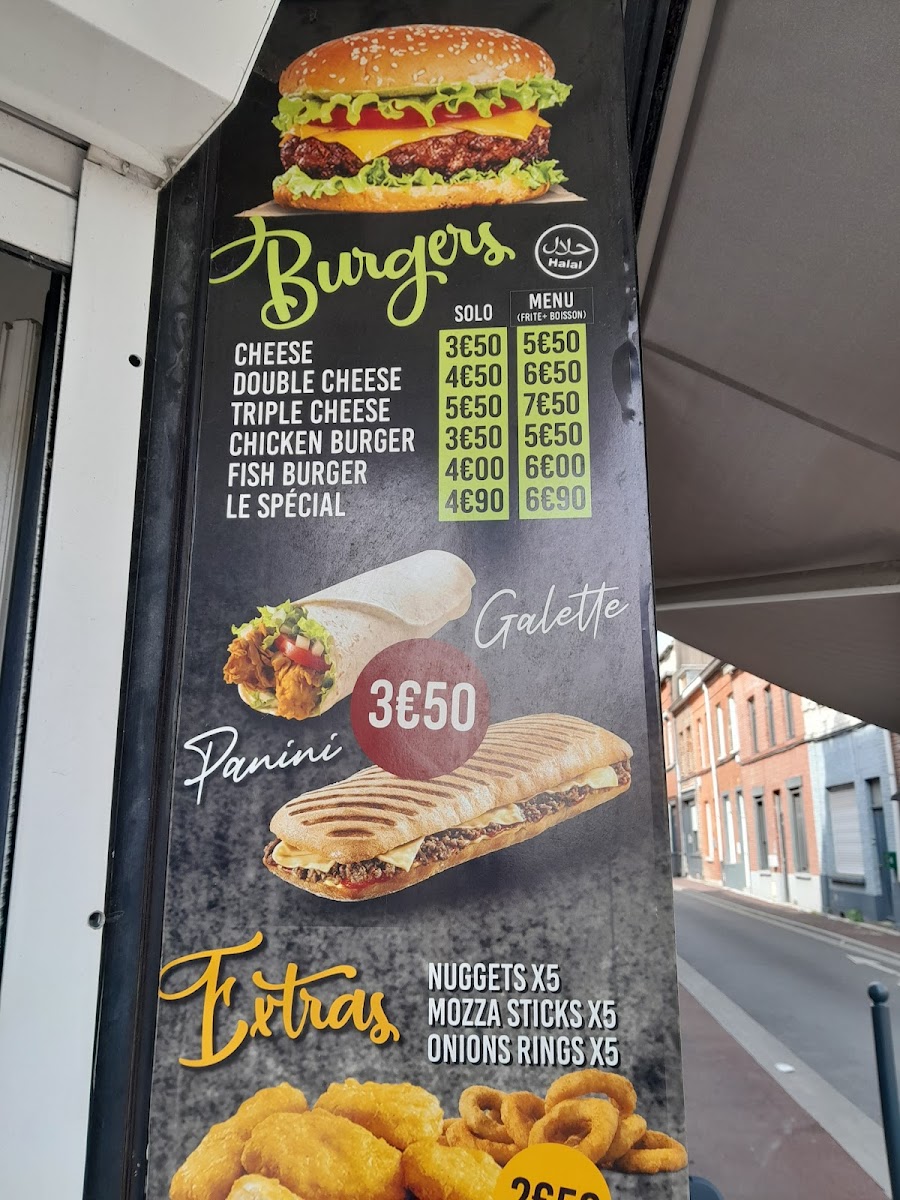 Burgers
حلال
Halal
SOLO MENU
(FRITE+ BOISSON)
CHEESE 3€50 5€50
DOUBLE CHEESE 4€50 6€50
TRIPLE CHEESE 5€50 7€50
CHICKEN BURGER 3€50 5€50
FISH BURGER 4€00 6€00
LE SPÉCIAL 4€90 6€90
Galette
3€50
Panini
Extras
NUGGETS X5
MOZZA STICKS X5
ONIONS RINGS X5